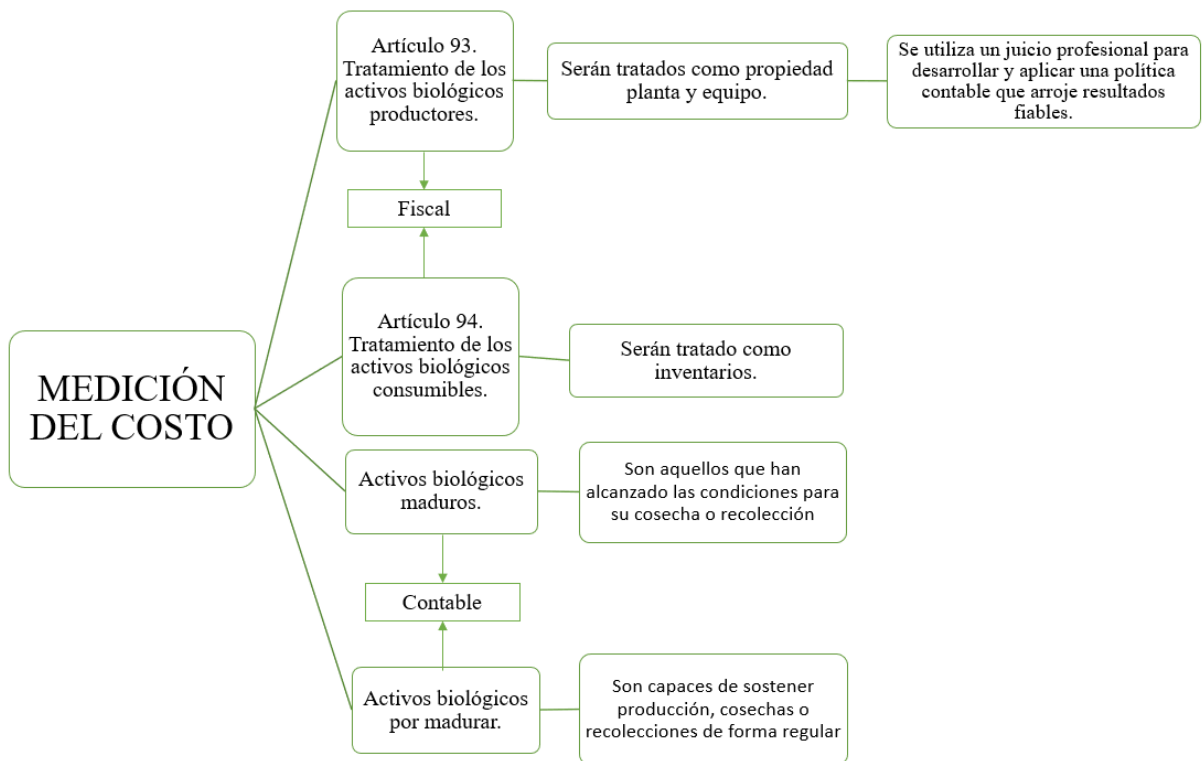 MEDICIÓN
DEL COSTO
Artículo 93.
Tratamiento de los
activos biológicos
productores.
Serán tratados como propiedad
planta y equipo.
Se utiliza un juicio profesional para
desarrollar y aplicar una política
contable que arroje resultados
fiables.
Fiscal
Artículo 94.
Tratamiento de los
activos biológicos
consumibles.
Serán tratado como
inventarios.
Activos biológicos
maduros.
Son aquellos que han
alcanzado las condiciones para
su cosecha o recolección
Contable
Activos biológicos
por madurar.
Son capaces de sostener
producción, cosechas o
recolecciones de forma regular